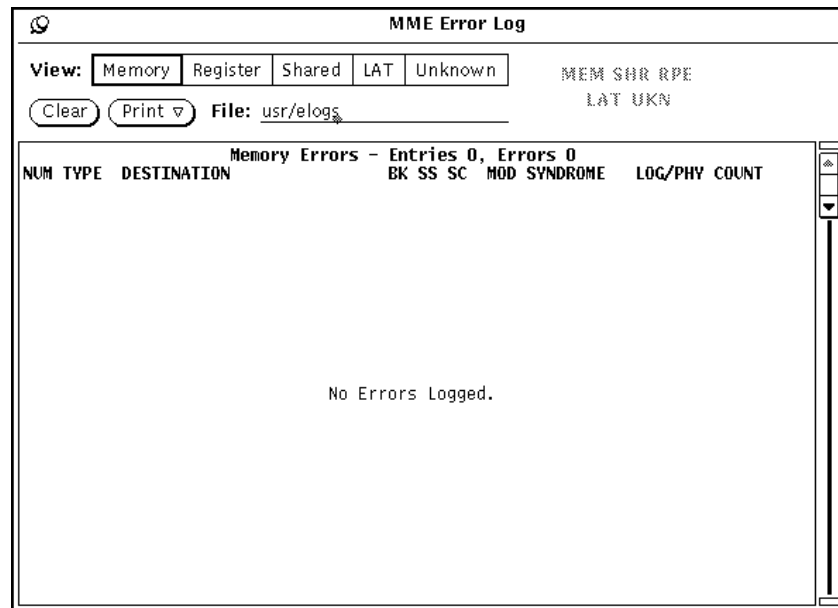 MME Error Log
View: Memory Register Shared LAT Unknown
MEM SHR RPE
LAT UKN
Clear Print File: usr/elogs
Memory Errors - Entries 0, Errors 0
NUM TYPE DESTINATION BK SS SC MOD SYNDROME LOG/PHY COUNT
No Errors Logged.